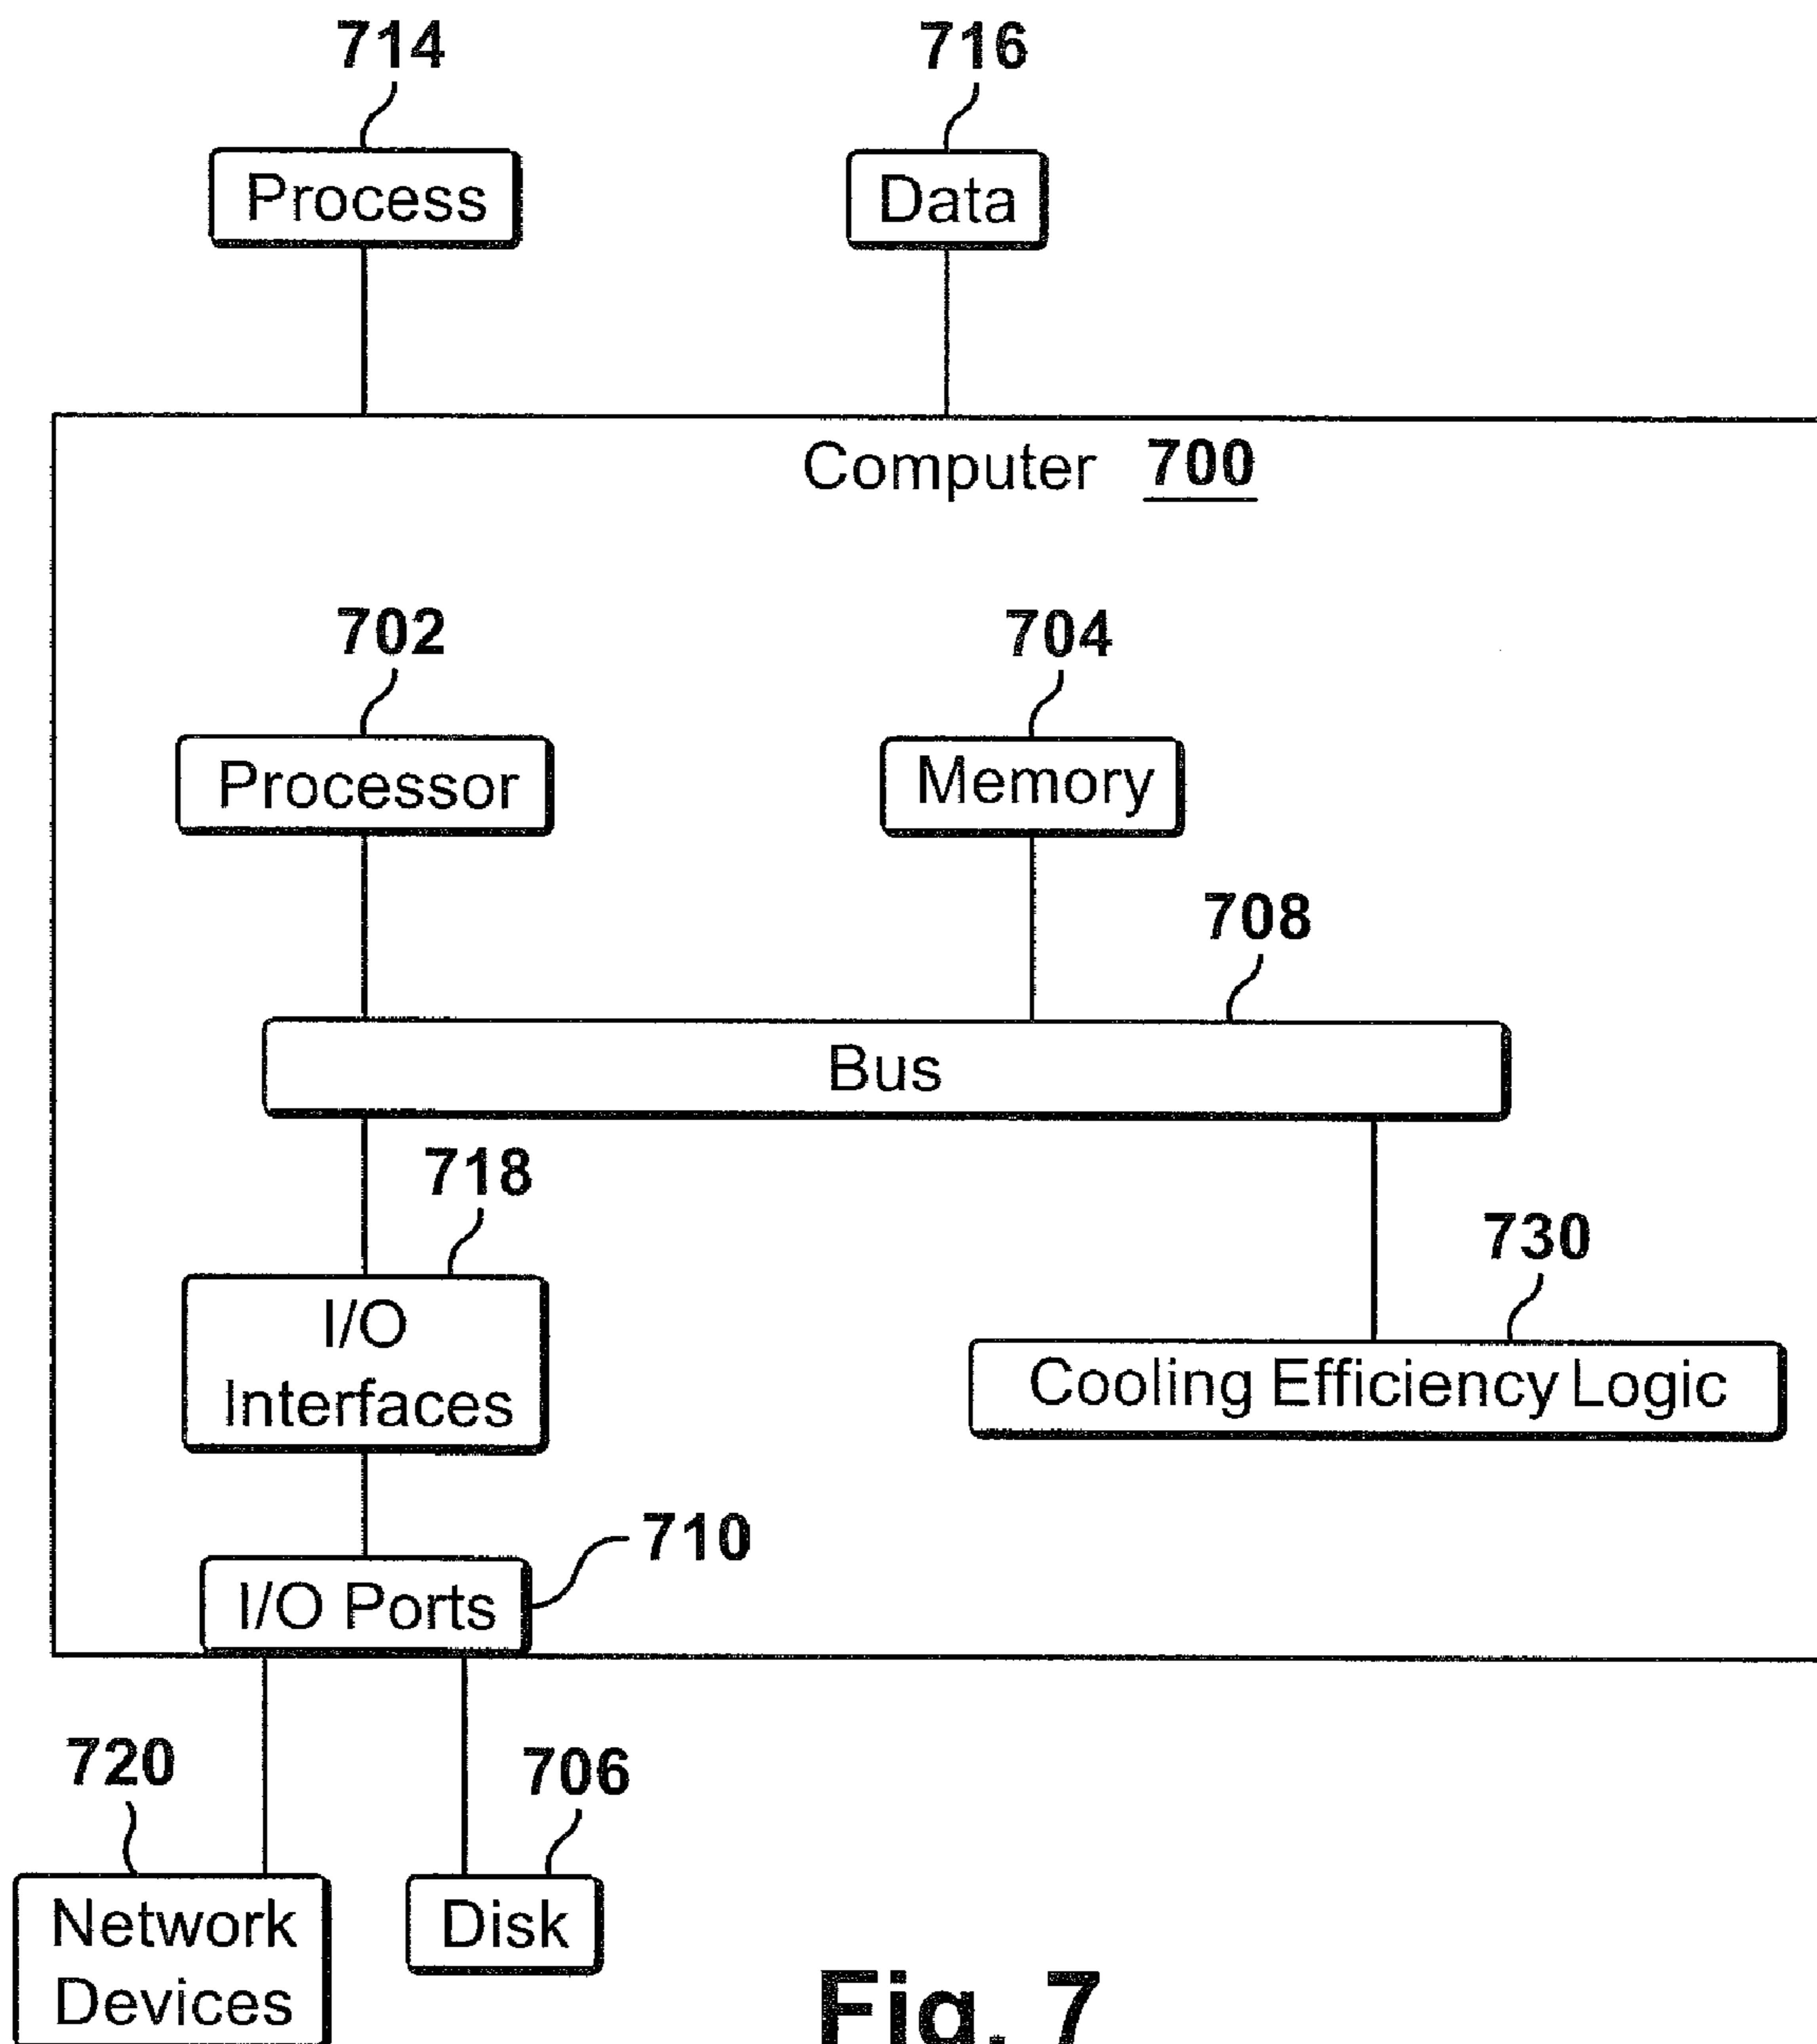 714
716
Process
Data
Computer 700
702
704
Processor
Memory
708
Bus
718
730
I/O
Interfaces
Cooling Efficiency Logic
710
I/O Ports
720
706
Network
Devices
Disk
Fig. 7